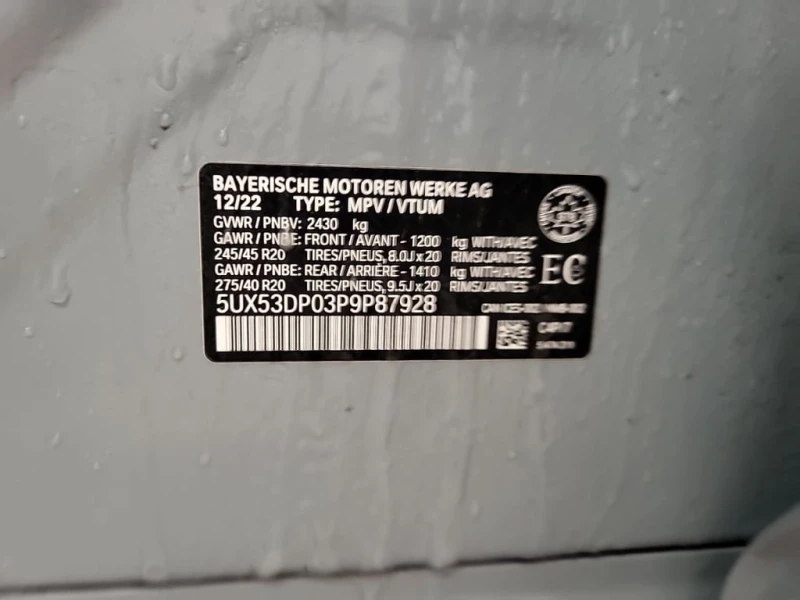 BAYERISCHE MOTOREN WERKE AG
12/22 TYPE: MPV / VTUM
GVWR / PNBV: 2430 kg
GAWR / PNBE: FRONT / AVANT - 1200 kg WITH/AVEC
245/45 R20 TIRES/PNEUS, 8.0J x 20 RIMS/JANTES
GAWR / PNBE: REAR / ARRIÈRE - 1410 kg WITH/AVEC
275/40 R20 TIRES/PNEUS, 9.5J x 20 RIMS/JANTES
5UX53DP03P9P87928